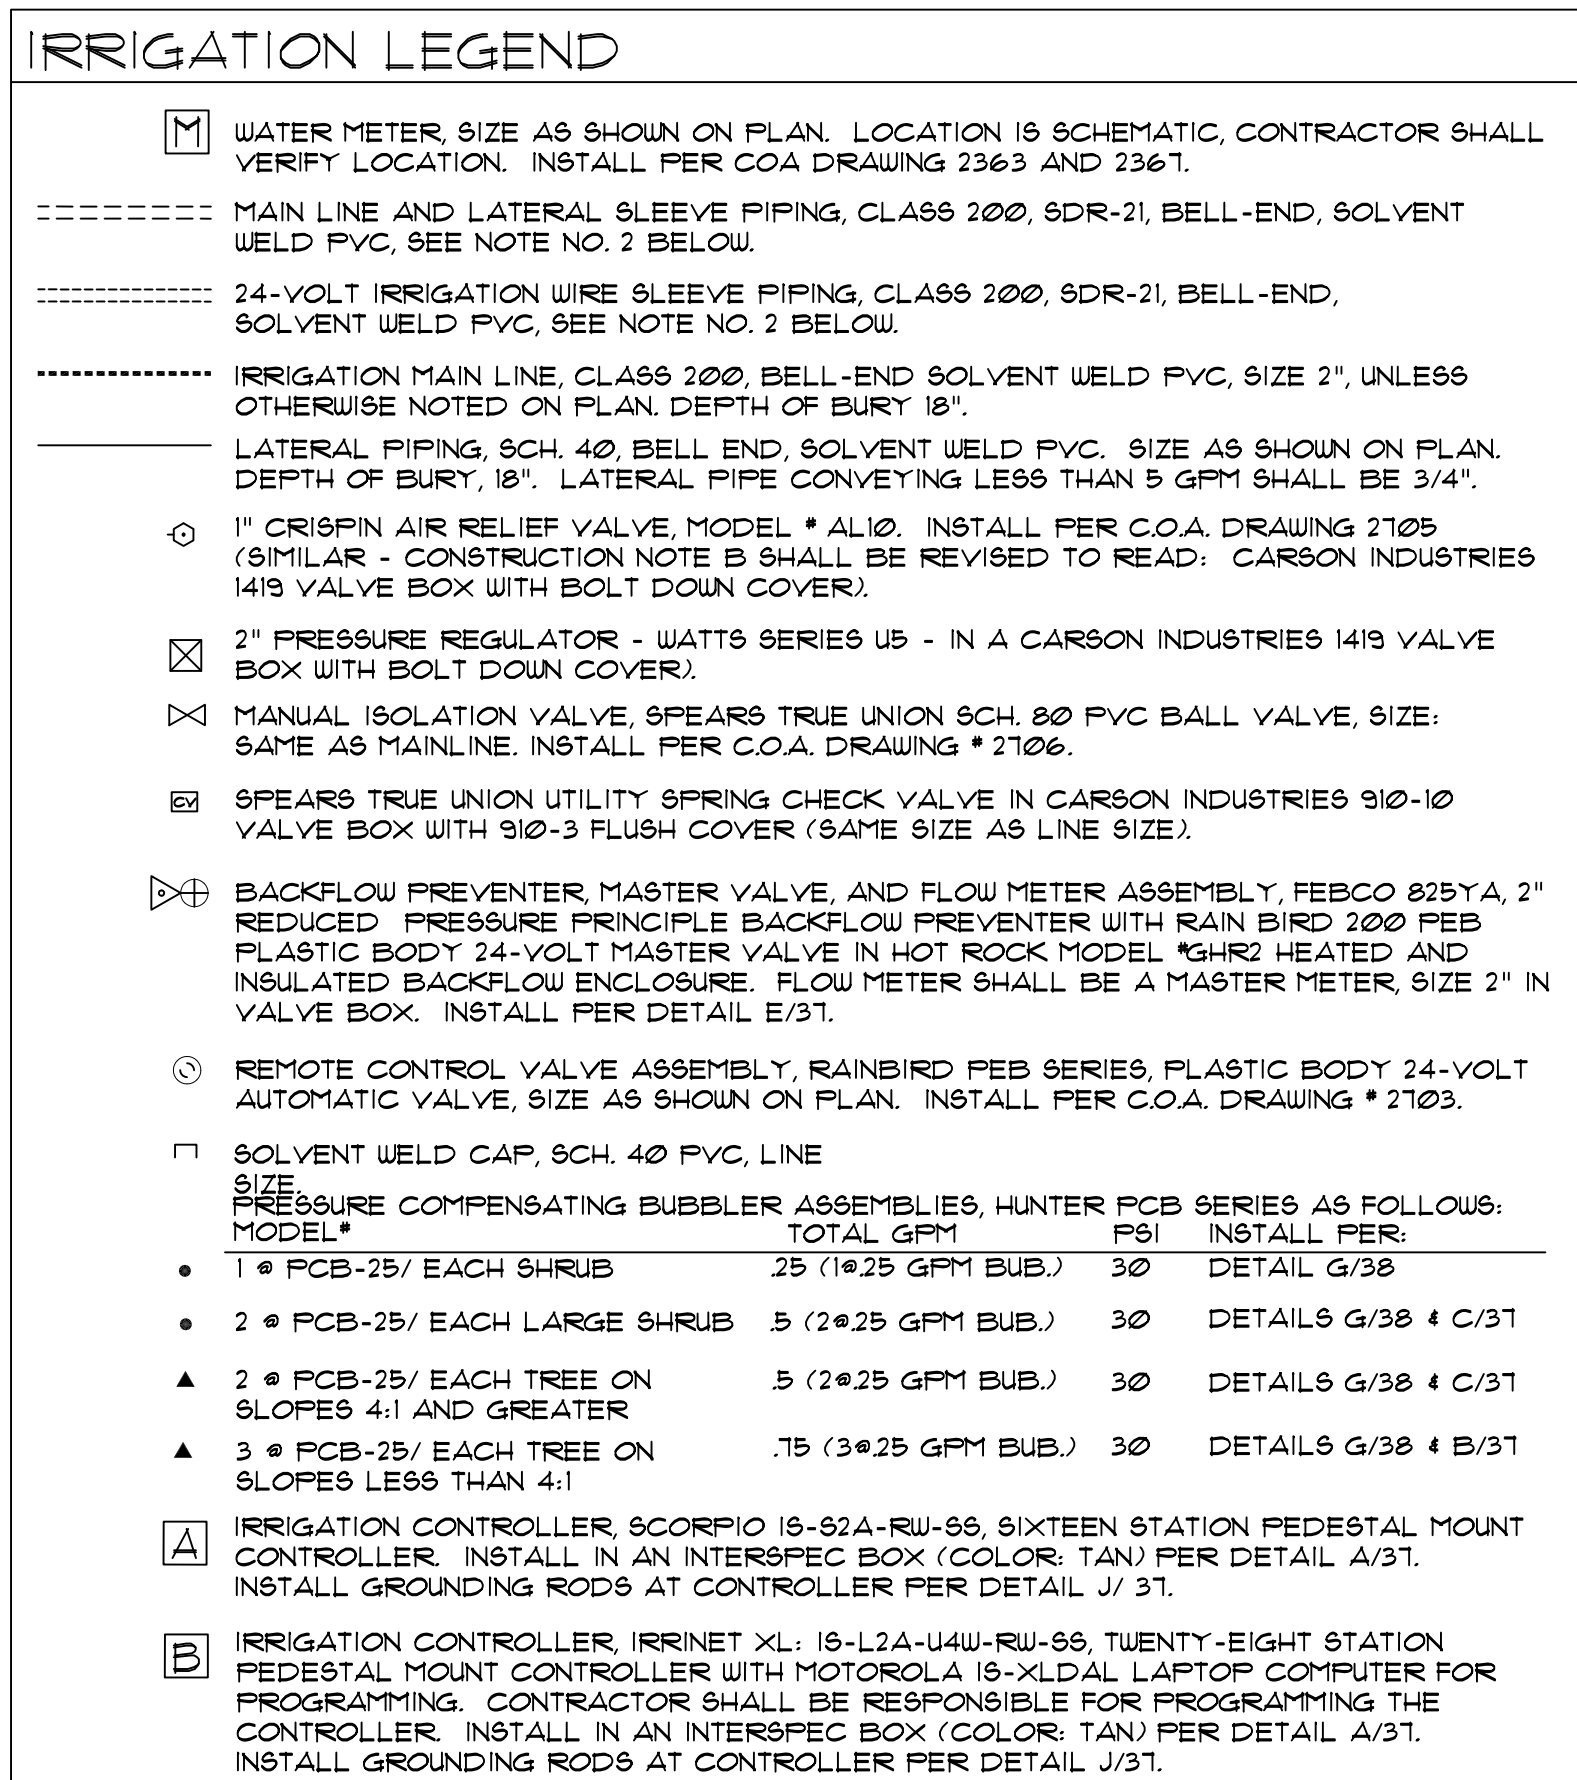 IRRIGATION LEGEND
M WATER METER, SIZE AS SHOWN ON PLAN. LOCATION IS SCHEMATIC, CONTRACTOR SHALL
VERIFY LOCATION. INSTALL PER COA DRAWING 2363 AND 2367.
MAIN LINE AND LATERAL SLEEVE PIPING, CLASS 200, SDR-21, BELL-END, SOLVENT
WELD PVC, SEE NOTE NO. 2 BELOW.
24-VOLT IRRIGATION WIRE SLEEVE PIPING, CLASS 200, SDR-21, BELL-END,
SOLVENT WELD PVC, SEE NOTE NO. 2 BELOW.
IRRIGATION MAIN LINE, CLASS 200, BELL-END SOLVENT WELD PVC, SIZE 2", UNLESS
OTHERWISE NOTED ON PLAN. DEPTH OF BURY 18".
LATERAL PIPING, SCH. 40, BELL END, SOLVENT WELD PVC. SIZE AS SHOWN ON PLAN.
DEPTH OF BURY, 18". LATERAL PIPE CONVEYING LESS THAN 5 GPM SHALL BE 3/4".
1" CRISPIN AIR RELIEF VALVE, MODEL # AL10. INSTALL PER C.O.A. DRAWING 2705
(SIMILAR - CONSTRUCTION NOTE B SHALL BE REVISED TO READ: CARSON INDUSTRIES
1419 VALVE BOX WITH BOLT DOWN COVER).
2" PRESSURE REGULATOR - WATTS SERIES U5 - IN A CARSON INDUSTRIES 1419 VALVE
BOX WITH BOLT DOWN COVER).
MANUAL ISOLATION VALVE, SPEARS TRUE UNION SCH. 80 PVC BALL VALVE, SIZE:
SAME AS MAINLINE. INSTALL PER C.O.A. DRAWING # 2706.
CV SPEARS TRUE UNION UTILITY SPRING CHECK VALVE IN CARSON INDUSTRIES 910-10
VALVE BOX WITH 910-3 FLUSH COVER (SAME SIZE AS LINE SIZE).
BACKFLOW PREVENTER, MASTER VALVE, AND FLOW METER ASSEMBLY, FEBCO 825YA, 2"
REDUCED PRESSURE PRINCIPLE BACKFLOW PREVENTER WITH RAIN BIRD 200 PEB
PLASTIC BODY 24-VOLT MASTER VALVE IN HOT ROCK MODEL #GHR2 HEATED AND
INSULATED BACKFLOW ENCLOSURE. FLOW METER SHALL BE A MASTER METER, SIZE 2" IN
VALVE BOX. INSTALL PER DETAIL E/37.
REMOTE CONTROL VALVE ASSEMBLY, RAINBIRD PEB SERIES, PLASTIC BODY 24-VOLT
AUTOMATIC VALVE, SIZE AS SHOWN ON PLAN. INSTALL PER C.O.A. DRAWING # 2703.
SOLVENT WELD CAP, SCH. 40 PVC, LINE
SIZE.
PRESSURE COMPENSATING BUBBLER ASSEMBLIES, HUNTER PCB SERIES AS FOLLOWS:
MODEL# TOTAL GPM PSI INSTALL PER:
1 @ PCB-25/ EACH SHRUB .25 (1@.25 GPM BUB.) 30 DETAIL G/38
2 @ PCB-25/ EACH LARGE SHRUB .5 (2@.25 GPM BUB.) 30 DETAILS G/38 & C/37
2 @ PCB-25/ EACH TREE ON .5 (2@.25 GPM BUB.) 30 DETAILS G/38 & C/37
SLOPES 4:1 AND GREATER
3 @ PCB-25/ EACH TREE ON .75 (3@.25 GPM BUB.) 30 DETAILS G/38 & B/37
SLOPES LESS THAN 4:1
A IRRIGATION CONTROLLER, SCORPIO IS-S2A-RW-SS, SIXTEEN STATION PEDESTAL MOUNT
CONTROLLER. INSTALL IN AN INTERSPEC BOX (COLOR: TAN) PER DETAIL A/37.
INSTALL GROUNDING RODS AT CONTROLLER PER DETAIL J/ 37.
B IRRIGATION CONTROLLER, IRRINET XL: IS-L2A-U4W-RW-SS, TWENTY-EIGHT STATION
PEDESTAL MOUNT CONTROLLER WITH MOTOROLA IS-XLDAL LAPTOP COMPUTER FOR
PROGRAMMING. CONTRACTOR SHALL BE RESPONSIBLE FOR PROGRAMMING THE
CONTROLLER. INSTALL IN AN INTERSPEC BOX (COLOR: TAN) PER DETAIL A/37.
INSTALL GROUNDING RODS AT CONTROLLER PER DETAIL J/37.